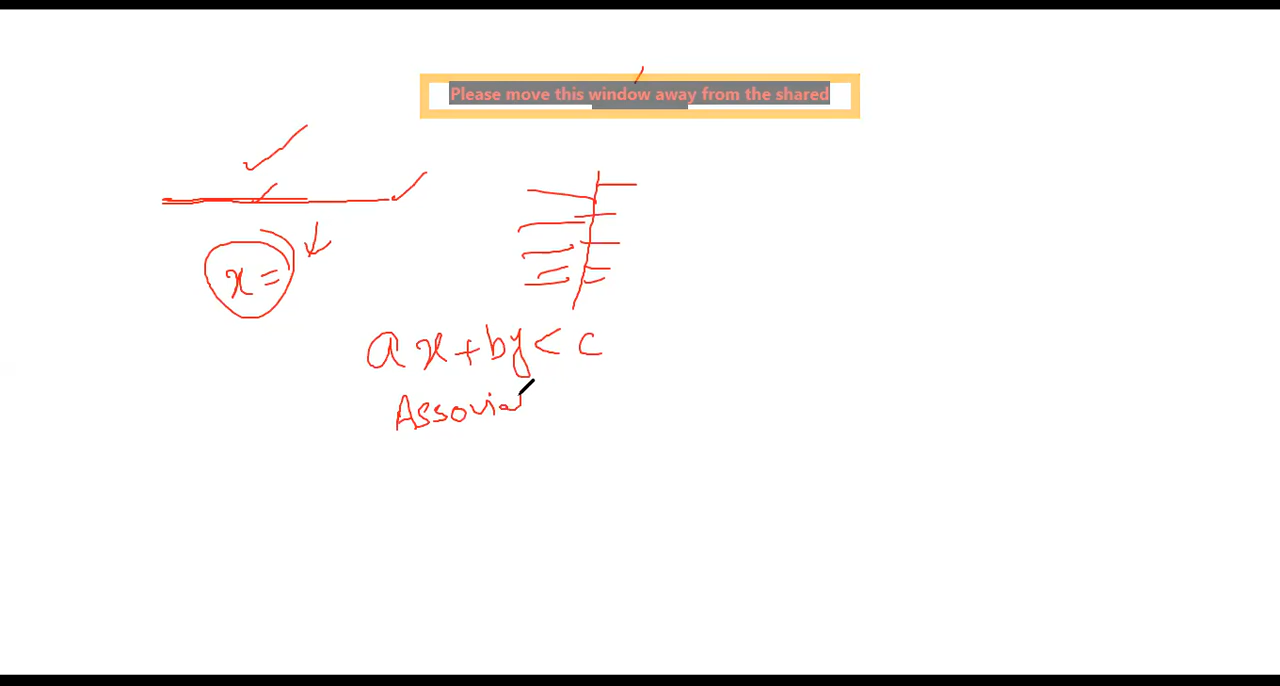 Please move this window away from the shared
x =
ax + by < c
Associa